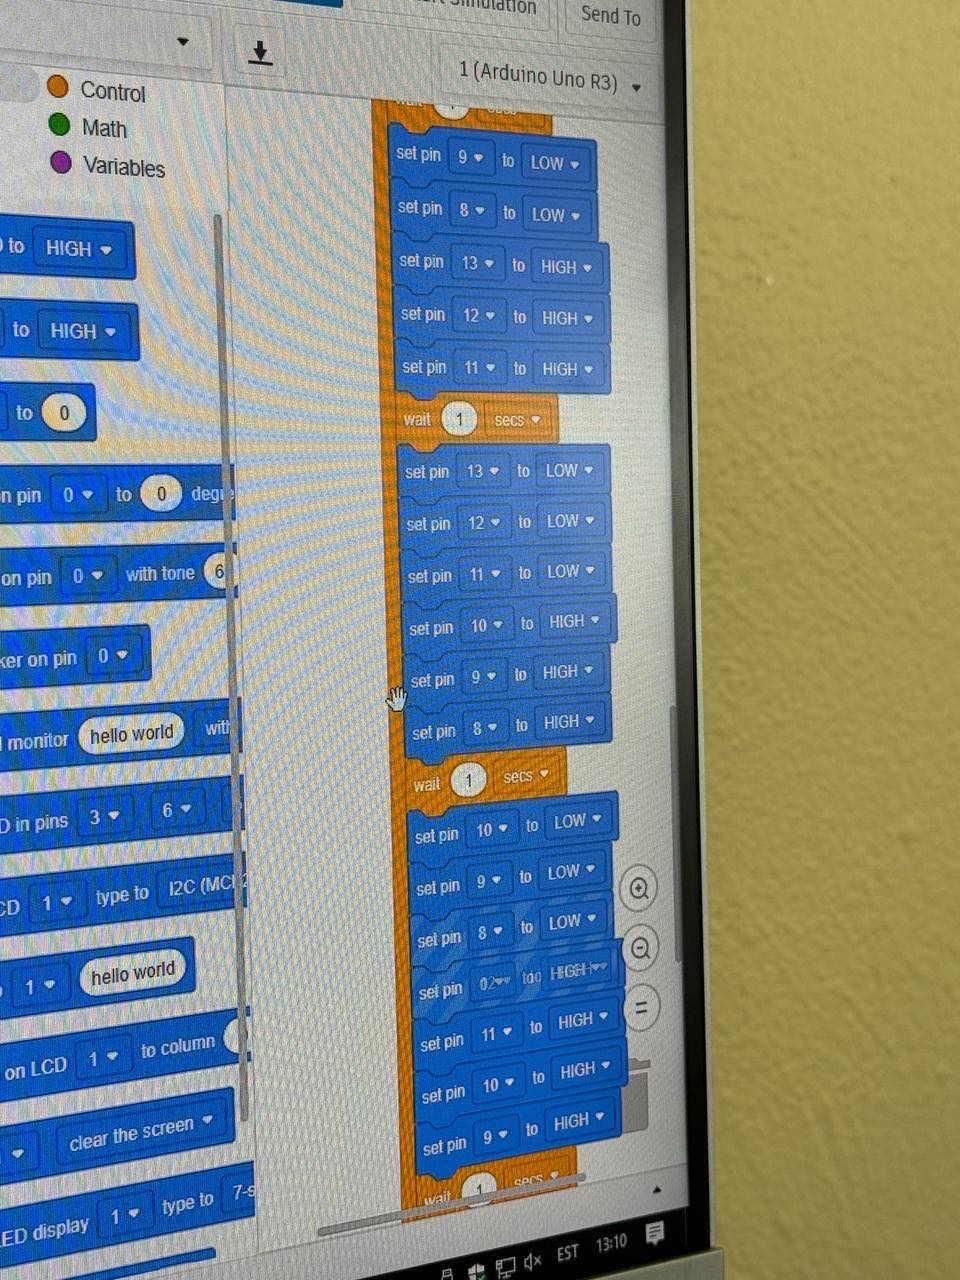 Simulation
Send To
1 (Arduino Uno R3)
Control
Math
Variables
to HIGH
to HIGH
to 0
pin 0 to 0
on pin 0 with tone 6
on pin 0
monitor hello world
in pins 3 6
1 type to I2C
1 hello world
on LCD 1 to column
clear the screen
display 1 type to
wait 1 secs
set pin 9 to LOW
set pin 8 to LOW
set pin 13 to HIGH
set pin 12 to HIGH
set pin 11 to HIGH
wait 1 secs
set pin 13 to LOW
set pin 12 to LOW
set pin 11 to LOW
set pin 10 to HIGH
set pin 9 to HIGH
set pin 8 to HIGH
wait 1 secs
set pin 10 to LOW
set pin 9 to LOW
set pin 8 to LOW
set pin
set pin 11 to HIGH
set pin 10 to HIGH
set pin 9 to HIGH
wait 1 secs
EST 13:10